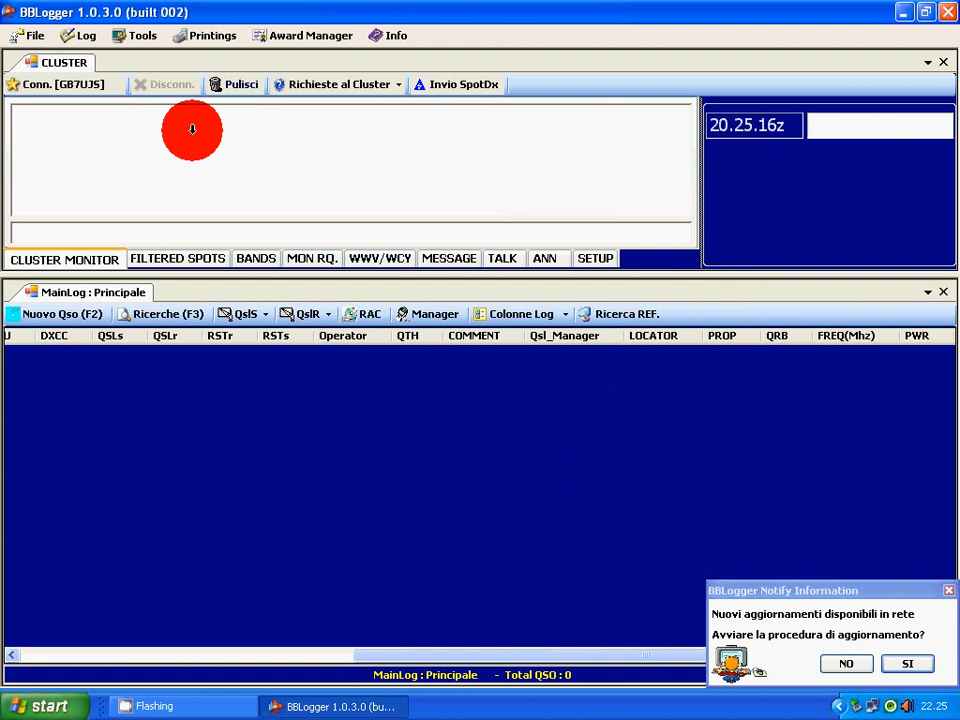 BBLogger 1.0.3.0 (built 002)
File Log Tools Printings Award Manager Info
CLUSTER
Conn. [GB7UJS] Disconn. Pulisci Richieste al Cluster Invio SpotDx
20.25.16z
CLUSTER MONITOR FILTERED SPOTS BANDS MON RQ. WWV/WCY MESSAGE TALK ANN SETUP
MainLog : Principale
Nuovo Qso (F2) Ricerche (F3) QslS QslR RAC Manager Colonne Log Ricerca REF.
DXCC QSLs QSLr RSTr RSTs Operator QTH COMMENT Qsl_Manager LOCATOR PROP QRB FREQ(Mhz) PWR
BBLogger Notify Information
Nuovi aggiornamenti disponibili in rete
Avviare la procedura di aggiornamento?
NO SI
MainLog : Principale - Total QSO : 0
start Flashing BBLogger 1.0.3.0 (bu... 22.25